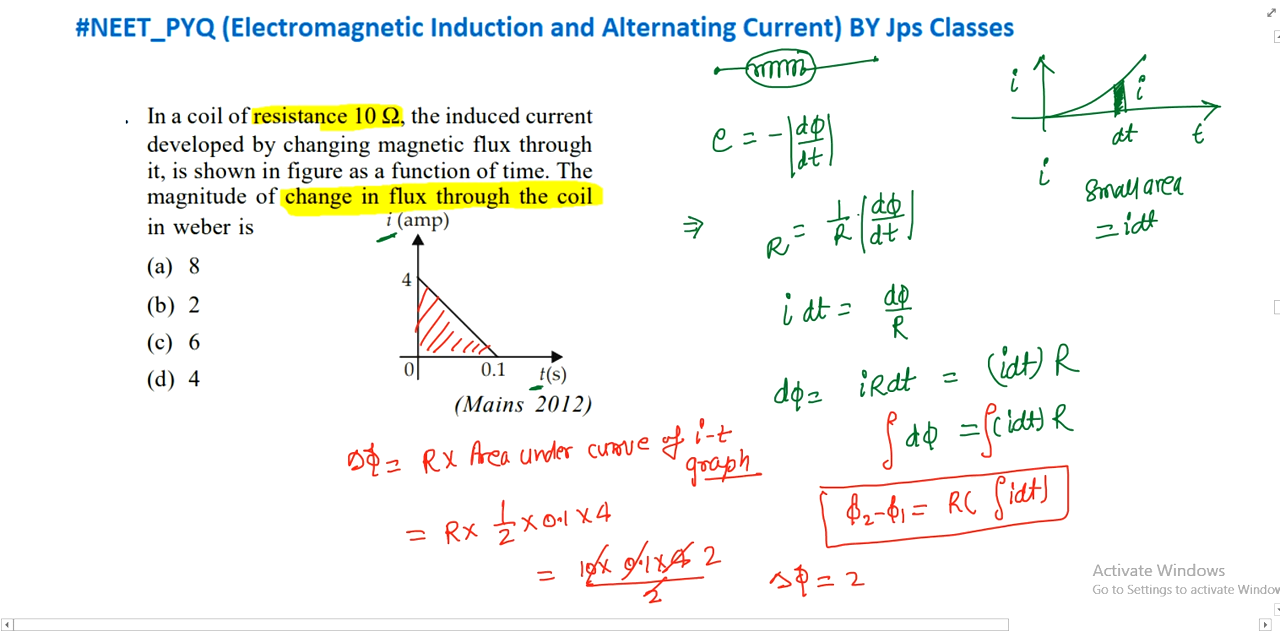 #NEET_PYQ (Electromagnetic Induction and Alternating Current) BY Jps Classes
. In a coil of resistance 10 Ω, the induced current
developed by changing magnetic flux through
it, is shown in figure as a function of time. The
magnitude of change in flux through the coil
in weber is
(a) 8
(b) 2
(c) 6
(d) 4
i (amp)
4
0
0.1
t(s)
(Mains 2012)
e = -|dϕ/dt|
⇒ R = 1/R |dϕ/dt|
i dt = dϕ/R
dϕ = iRdt = (idt) R
∫dϕ = ∫(idt) R
ϕ2-ϕ1 = R( ∫idt)
i
i
dt
t
i
Small area
= idt
Δϕ = R× Area under curve of i-t
graph
= R× 1/2 ×0.1×4
= 10×0.1×4 2 / 2
Δϕ = 2
Activate Windows
Go to Settings to activate Window